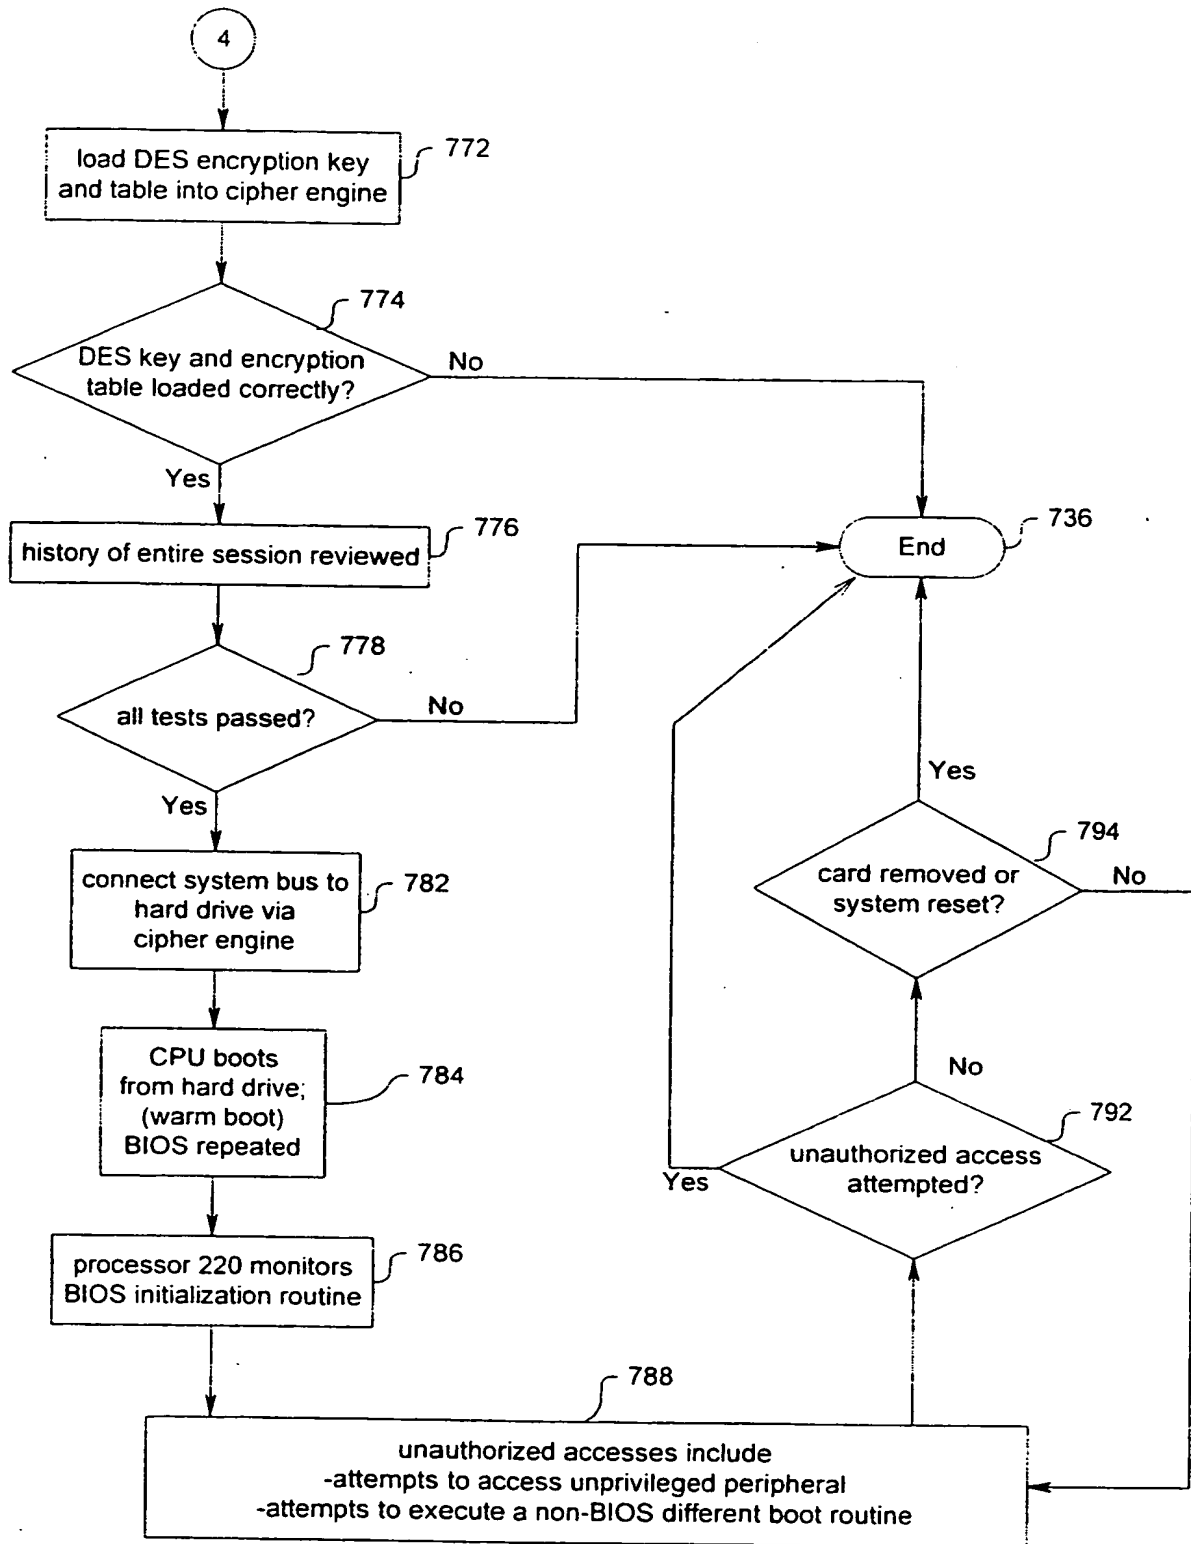 4
load DES encryption key
and table into cipher engine
772
774
DES key and encryption
table loaded correctly?
No
Yes
history of entire session reviewed
776
End
736
778
all tests passed?
No
Yes
connect system bus to
hard drive via
cipher engine
782
CPU boots
from hard drive;
(warm boot)
BIOS repeated
784
processor 220 monitors
BIOS initialization routine
786
Yes
794
card removed or
system reset?
No
No
792
unauthorized access
attempted?
Yes
788
unauthorized accesses include
-attempts to access unprivileged peripheral
-attempts to execute a non-BIOS different boot routine